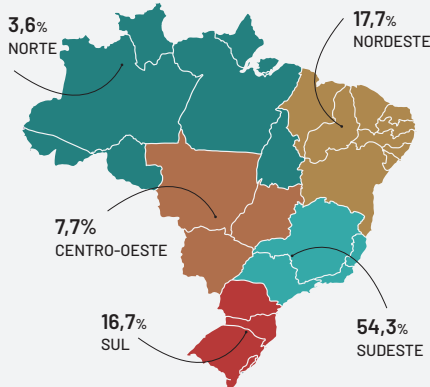 3,6%
NORTE
17,7%
NORDESTE
7,7%
CENTRO-OESTE
16,7%
SUL
54,3%
SUDESTE